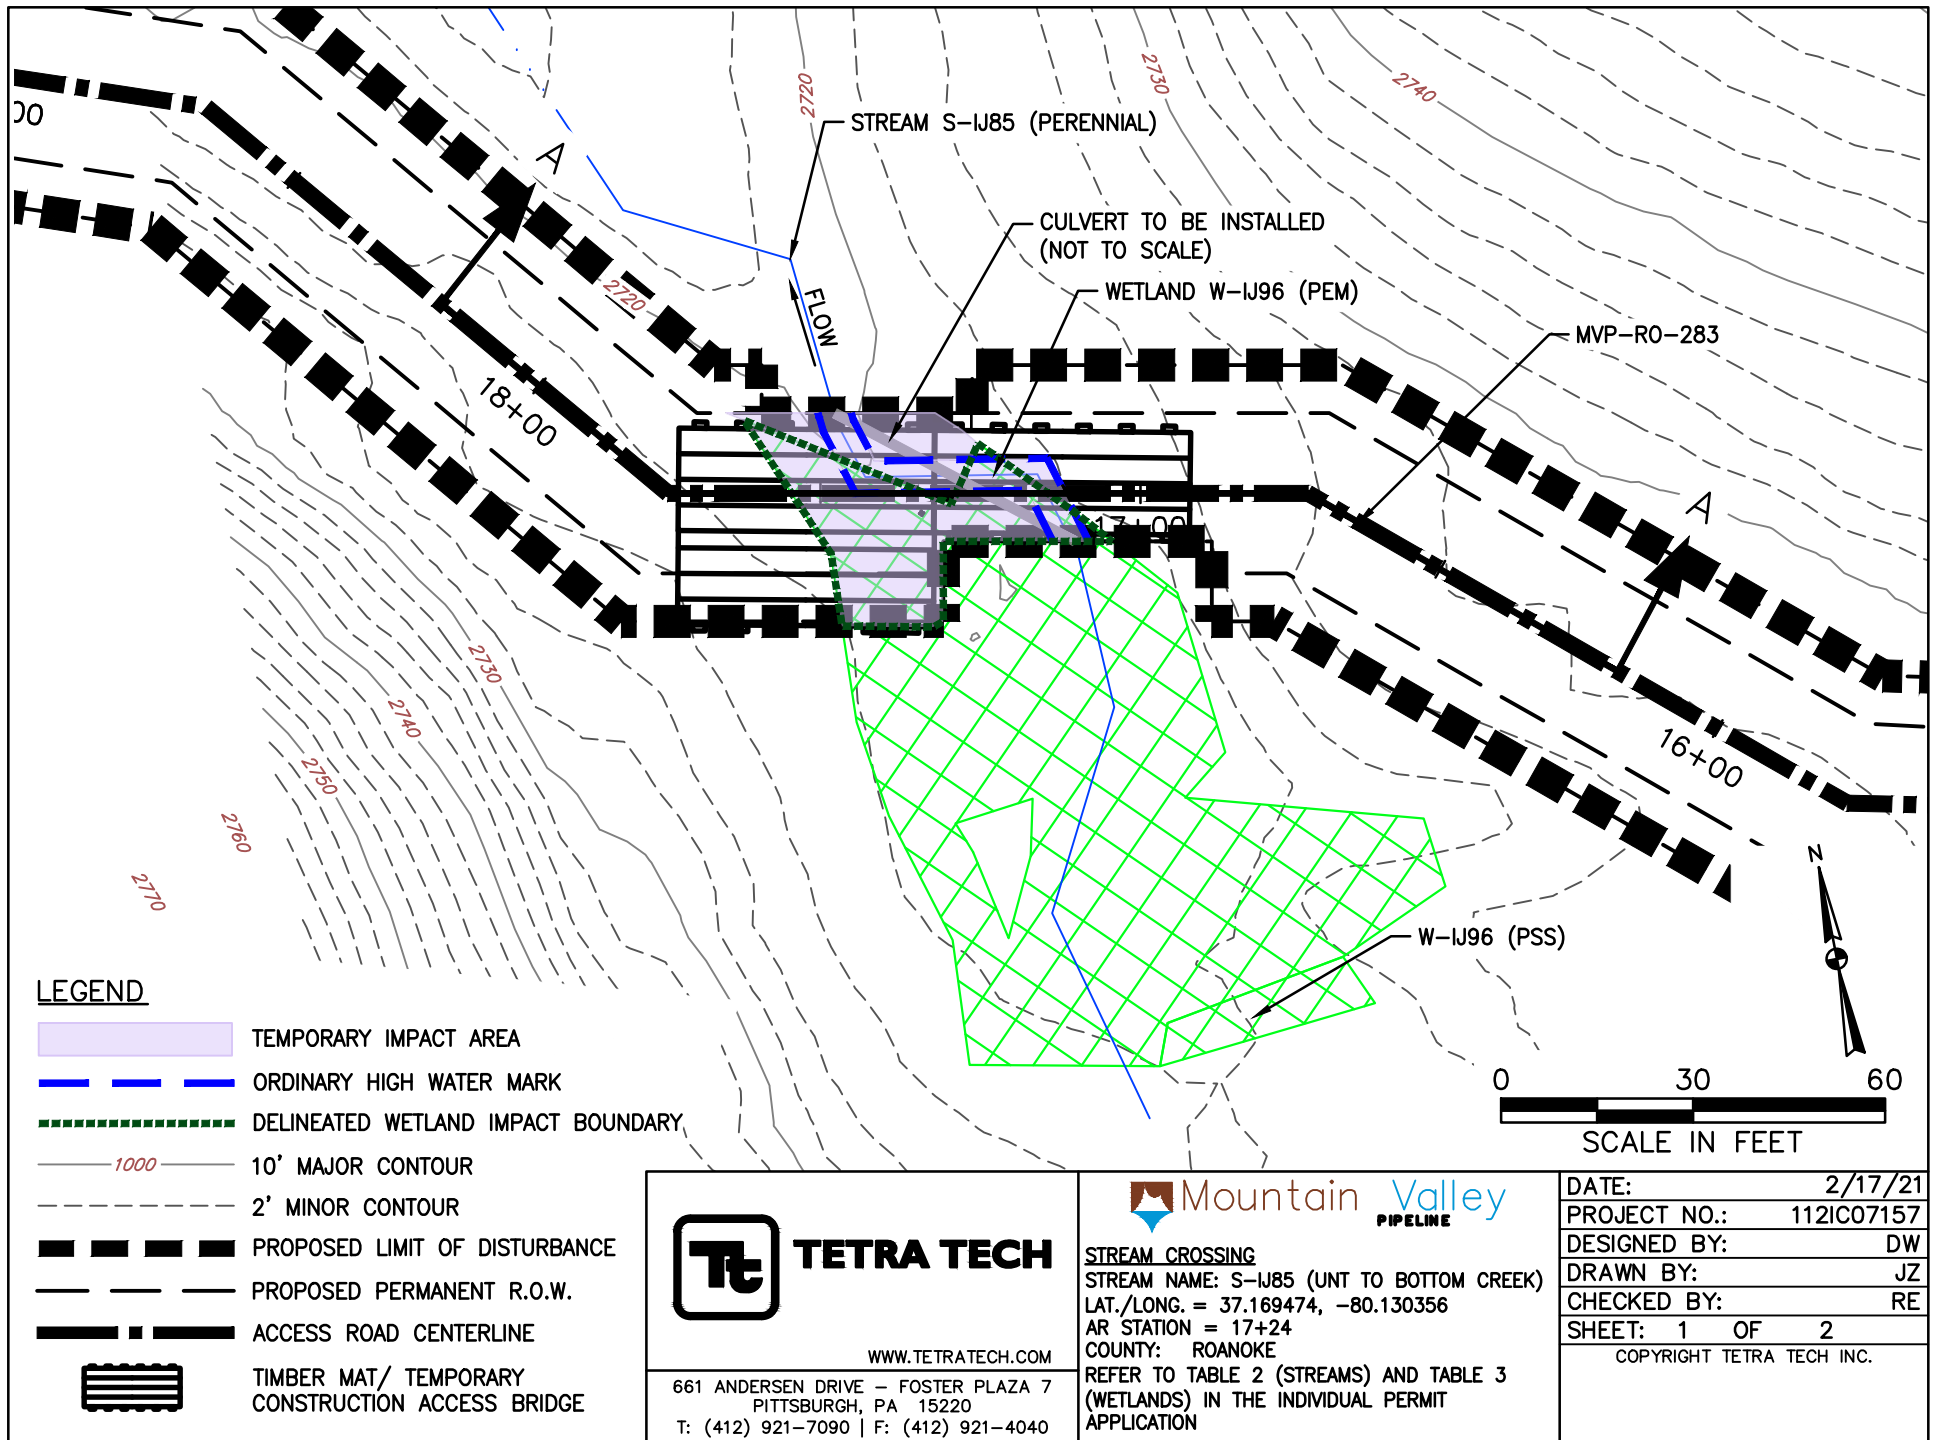 2720
2730
2740
00
STREAM S-IJ85 (PERENNIAL)
A
CULVERT TO BE INSTALLED
(NOT TO SCALE)
WETLAND W-IJ96 (PEM)
2720
FLOW
MVP-RO-283
18+00
17+00
A
2730
2740
2750
2760
2770
16+00
N
W-IJ96 (PSS)
LEGEND
TEMPORARY IMPACT AREA
ORDINARY HIGH WATER MARK
DELINEATED WETLAND IMPACT BOUNDARY
1000
10' MAJOR CONTOUR
2' MINOR CONTOUR
PROPOSED LIMIT OF DISTURBANCE
PROPOSED PERMANENT R.O.W.
ACCESS ROAD CENTERLINE
TIMBER MAT/ TEMPORARY
CONSTRUCTION ACCESS BRIDGE
0 30 60
SCALE IN FEET
Tt TETRA TECH
WWW.TETRATECH.COM
661 ANDERSEN DRIVE – FOSTER PLAZA 7
PITTSBURGH, PA 15220
T: (412) 921-7090 | F: (412) 921-4040
Mountain Valley
PIPELINE
STREAM CROSSING
STREAM NAME: S-IJ85 (UNT TO BOTTOM CREEK)
LAT./LONG. = 37.169474, -80.130356
AR STATION = 17+24
COUNTY: ROANOKE
REFER TO TABLE 2 (STREAMS) AND TABLE 3
(WETLANDS) IN THE INDIVIDUAL PERMIT
APPLICATION
DATE: 2/17/21
PROJECT NO.: 112IC07157
DESIGNED BY: DW
DRAWN BY: JZ
CHECKED BY: RE
SHEET: 1 OF 2
COPYRIGHT TETRA TECH INC.